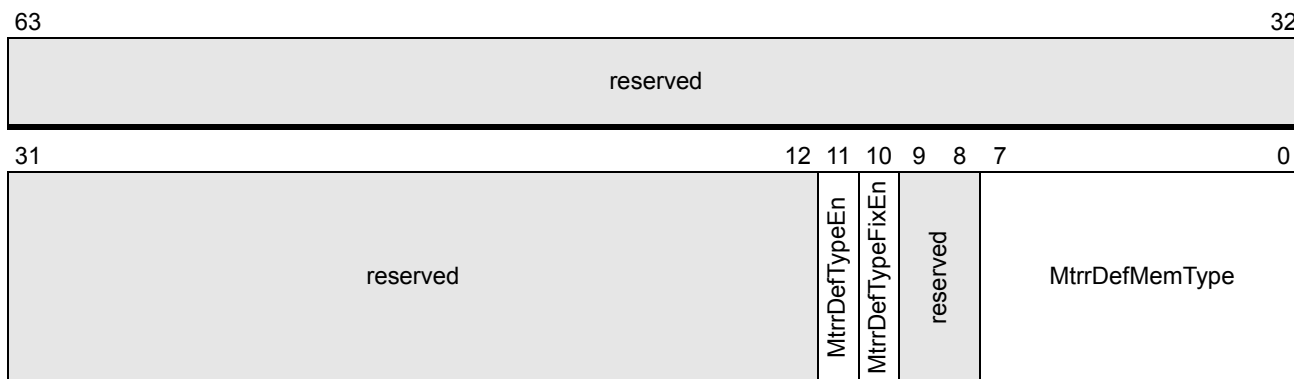 63 32
reserved
31 12 11 10 9 8 7 0
reserved MtrrDefTypeEn MtrrDefTypeFixEn reserved MtrrDefMemType